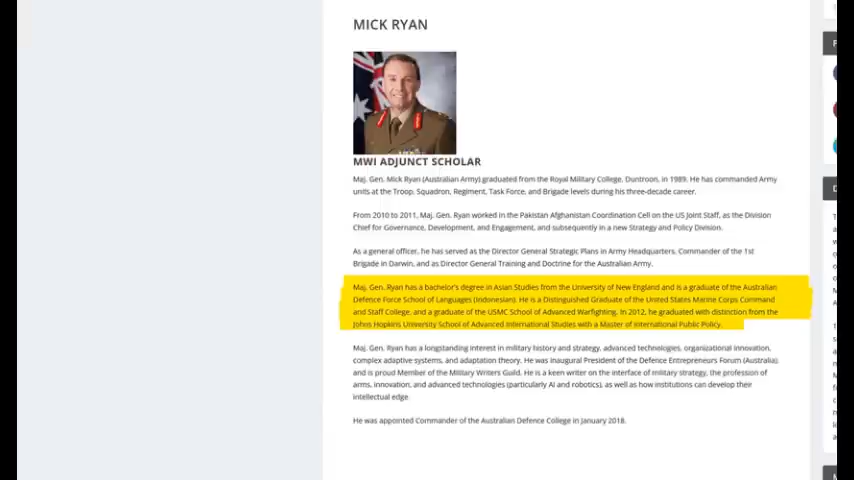 MICK RYAN
MWI ADJUNCT SCHOLAR
Maj. Gen. Mick Ryan (Australian Army) graduated from the Royal Military College, Duntroon, in 1989. He has commanded Army
units at the Troop, Squadron, Regiment, Task Force, and Brigade levels during his three-decade career.
From 2010 to 2011, Maj. Gen. Ryan worked in the Pakistan Afghanistan Coordination Cell on the US Joint Staff, as the Division
Chief for Governance, Development, and Engagement, and subsequently in a new Strategy and Policy Division.
As a general officer, he has served as the Director General Strategic Plans in Army Headquarters, Commander of the 1st
Brigade in Darwin, and as Director General Training and Doctrine for the Australian Army.
Maj. Gen. Ryan has a bachelor's degree in Asian Studies from the University of New England and is a graduate of the Australian
Defence Force School of Languages (Indonesian). He is a Distinguished Graduate of the United States Marine Corps Command
and Staff College, and a graduate of the USMC School of Advanced Warfighting. In 2012, he graduated with distinction from the
Johns Hopkins University School of Advanced International Studies with a Master of International Public Policy.
Maj. Gen. Ryan has a longstanding interest in military history and strategy, advanced technologies, organizational innovation,
complex adaptive systems, and adaptation theory. He was inaugural President of the Defence Entrepreneurs Forum (Australia)
and is proud Member of the Military Writers Guild. He is a keen writer on the interface of military strategy, the profession of
arms, innovation, and advanced technologies (particularly AI and robotics), as well as how institutions can develop their
intellectual edge.
He was appointed Commander of the Australian Defence College in January 2018.